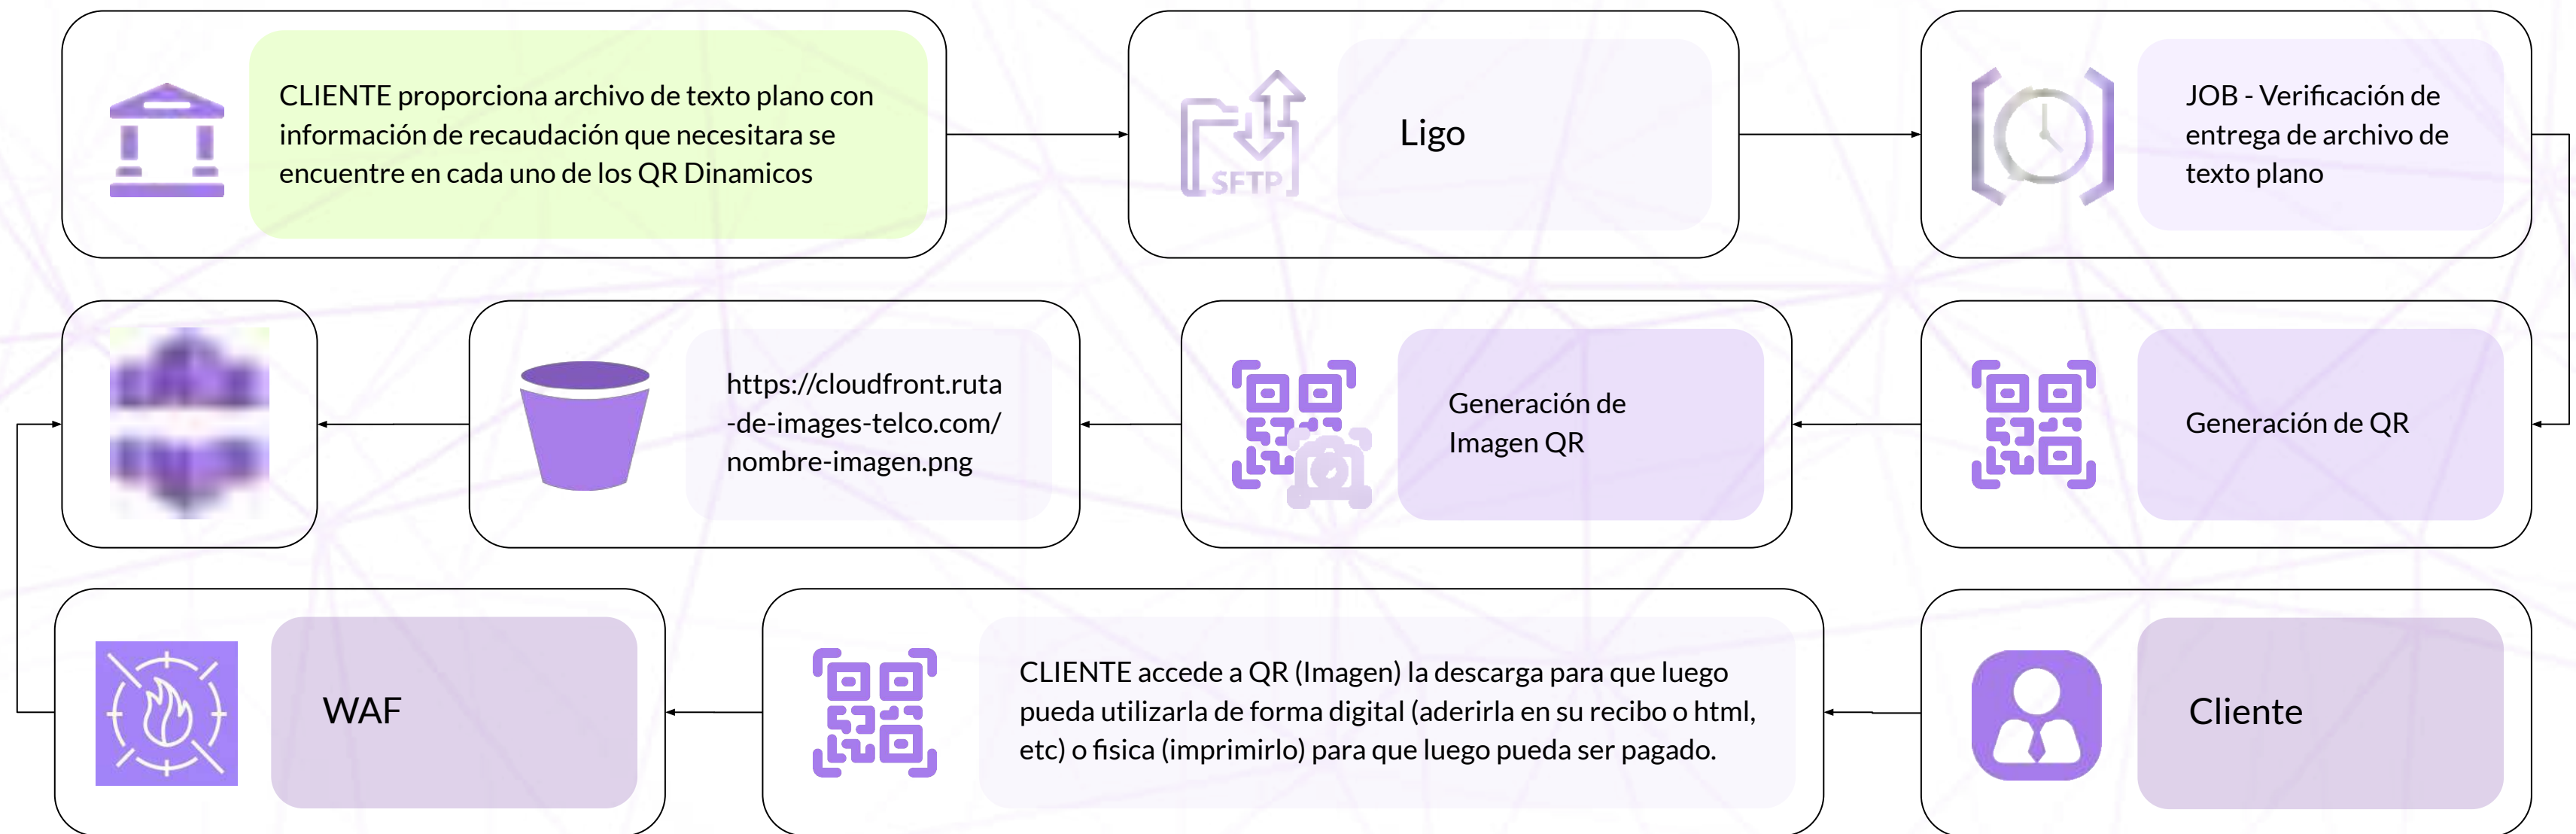 CLIENTE proporciona archivo de texto plano con
información de recaudación que necesitara se
encuentre en cada uno de los QR Dinamicos
SFTP
Ligo
JOB - Verificación de
entrega de archivo de
texto plano
https://cloudfront.ruta
-de-images-telco.com/
nombre-imagen.png
Generación de
Imagen QR
Generación de QR
WAF
CLIENTE accede a QR (Imagen) la descarga para que luego
pueda utilizarla de forma digital (aderirla en su recibo o html,
etc) o fisica (imprimirlo) para que luego pueda ser pagado.
Cliente